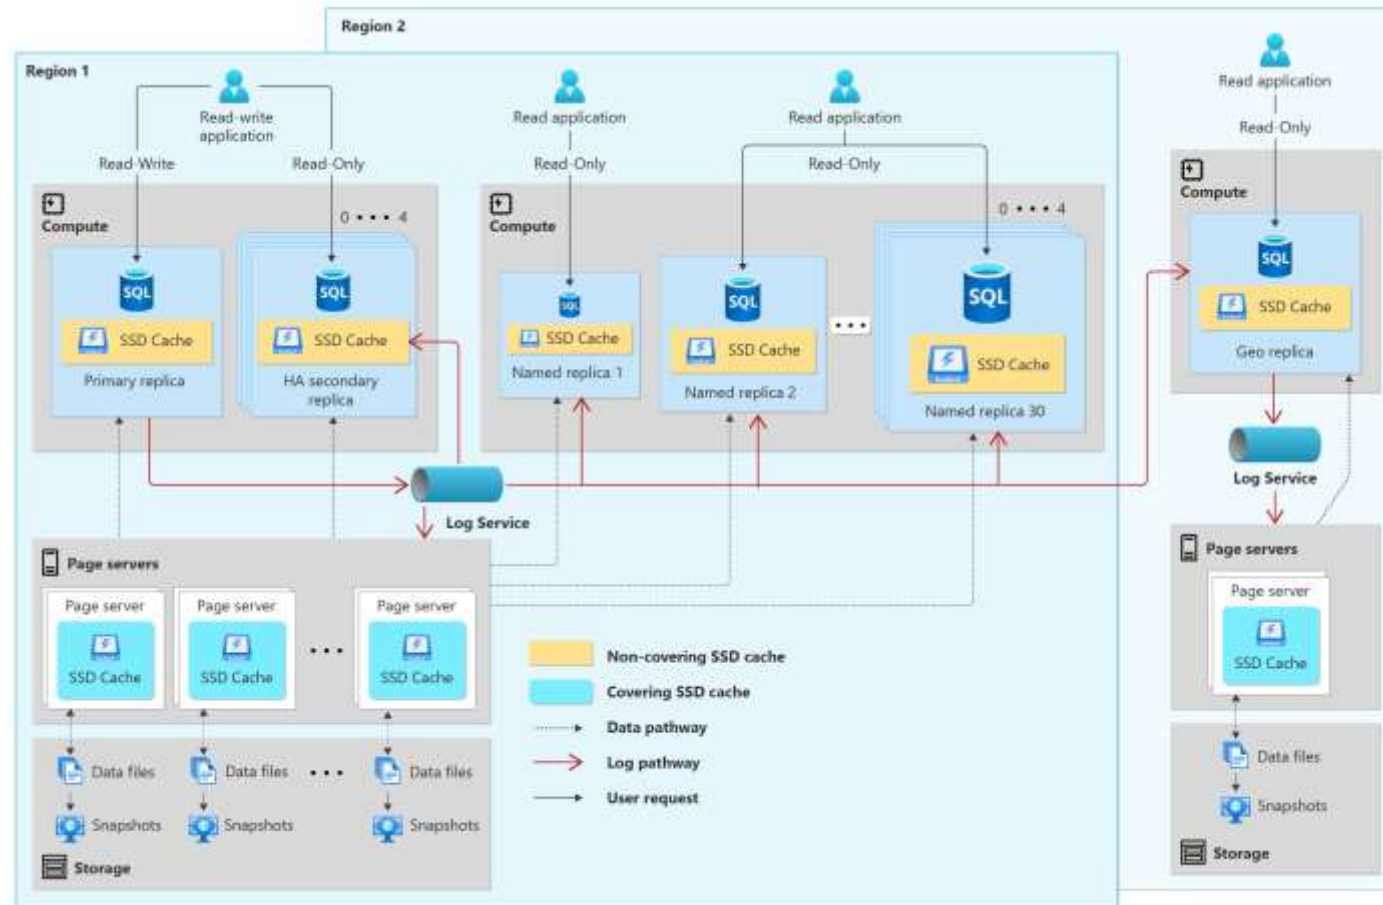 Region 2
Region 1
Read-write
application
Read application
Read application
Read application
Read-Write
Read-Only
Read-Only
Read-Only
Read-Only
Compute
0 • • • 4
Compute
0 • • • 4
Compute
SQL
SSD Cache
Primary replica
SQL
SSD Cache
HA secondary
replica
SQL
SSD Cache
Named replica 1
SQL
SSD Cache
Named replica 2
• • •
SQL
SSD Cache
Named replica 30
SQL
SSD Cache
Geo replica
Log Service
Log Service
Page servers
Page server
SSD Cache
Page server
SSD Cache
• • •
Page server
SSD Cache
Page servers
Page server
SSD Cache
Non-covering SSD cache
Covering SSD cache
Data pathway
Log pathway
User request
Data files
Data files
• • •
Data files
Snapshots
Snapshots
Snapshots
Storage
Data files
Snapshots
Storage